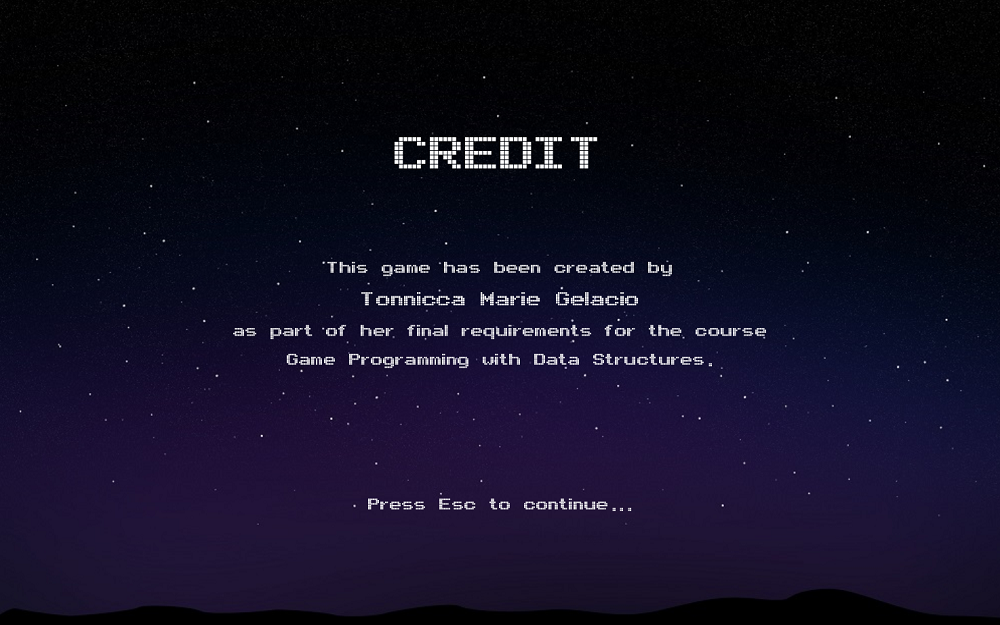 CREDIT
This game has been created by
Tonnicca Marie Gelacio
as part of her final requirements for the course
Game Programming with Data Structures.
Press Esc to continue...